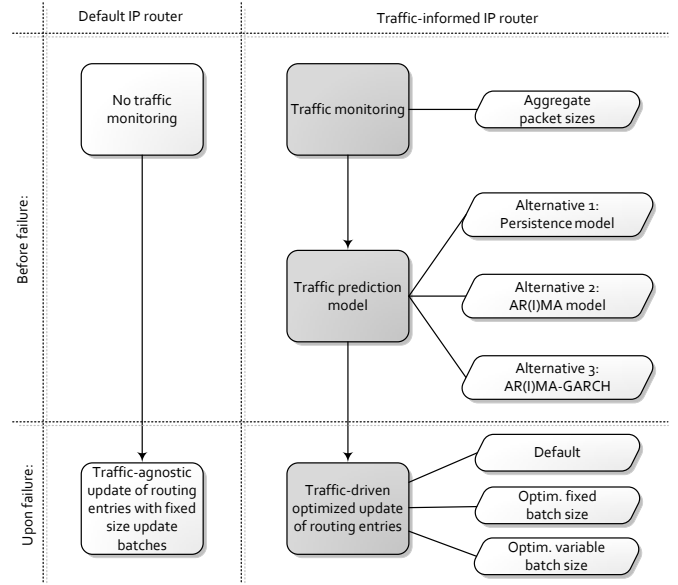 Default IP router
Traffic-informed IP router
Before failure:
No traffic
monitoring
Traffic monitoring
Aggregate
packet sizes
Traffic prediction
model
Alternative 1:
Persistence model
Alternative 2:
AR(I)MA model
Alternative 3:
AR(I)MA-GARCH
Upon failure:
Traffic-agnostic
update of routing
entries with fixed
size update
batches
Traffic-driven
optimized update
of routing entries
Default
Optim. fixed
batch size
Optim. variable
batch size